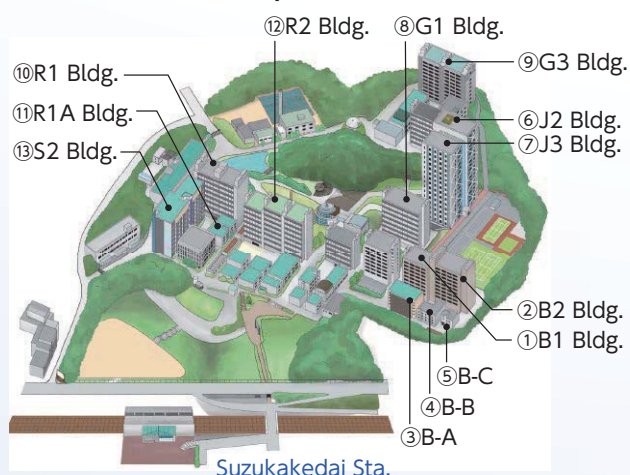 ⑫R2 Bldg.
⑧G1 Bldg.
⑨G3 Bldg.
⑩R1 Bldg.
⑪R1A Bldg.
⑥J2 Bldg.
⑬S2 Bldg.
⑦J3 Bldg.
②B2 Bldg.
①B1 Bldg.
⑤B-C
④B-B
③B-A
Suzukakedai Sta.